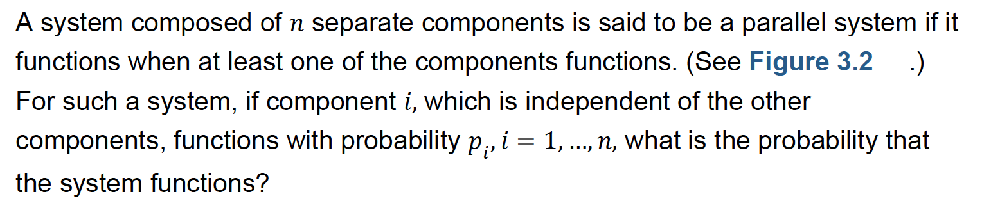 A system composed of n separate components is said to be a parallel system if it
functions when at least one of the components functions. (See Figure 3.2 .)
For such a system, if component i, which is independent of the other
components, functions with probability pᵢ, i = 1, ..., n, what is the probability that
the system functions?